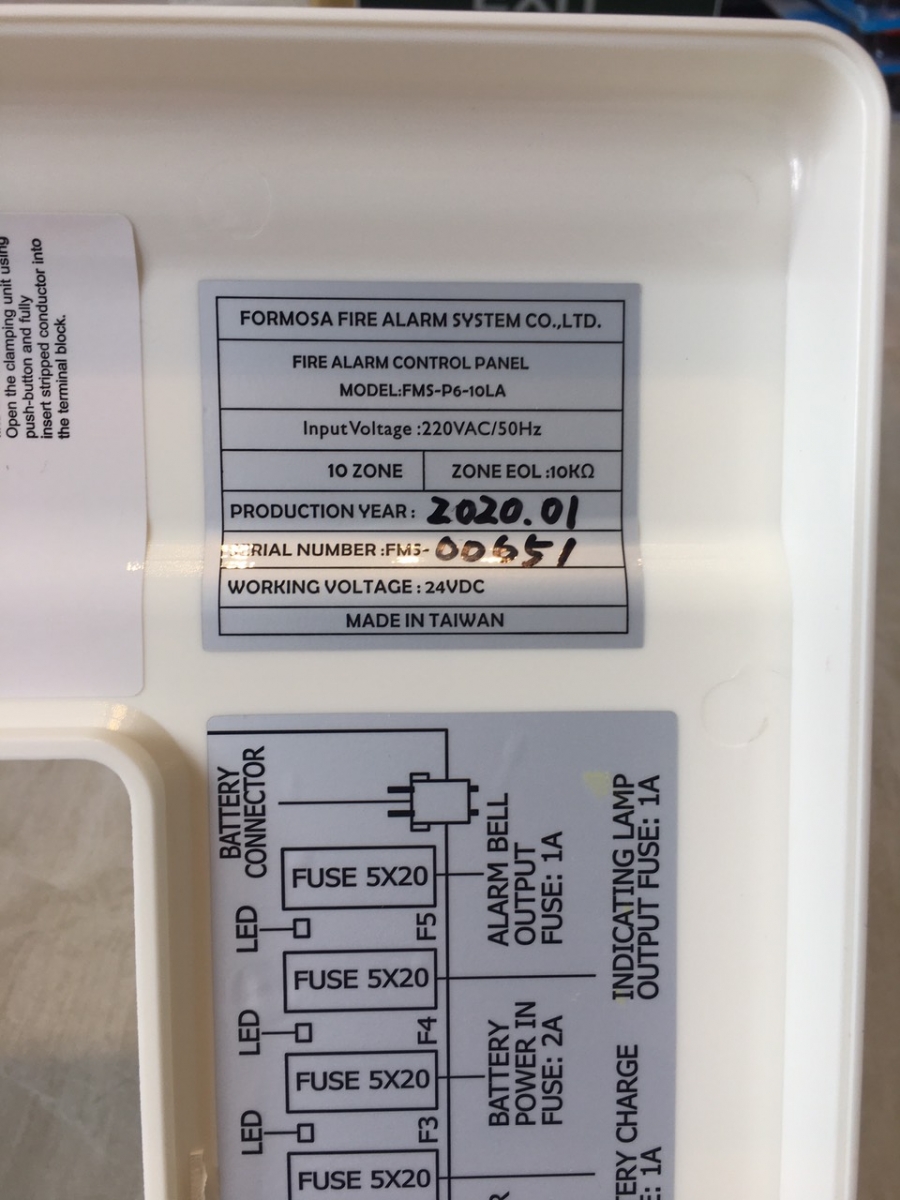 Open the clamping unit using
push-button and fully
insert stripped conductor into
the terminal block.
FORMOSA FIRE ALARM SYSTEM CO.,LTD.
FIRE ALARM CONTROL PANEL
MODEL:FMS-P6-10LA
Input Voltage :220VAC/50Hz
10 ZONE ZONE EOL :10KΩ
PRODUCTION YEAR : 2020.01
SERIAL NUMBER :FMS- 00651
WORKING VOLTAGE : 24VDC
MADE IN TAIWAN
BATTERY
CONNECTOR
FUSE 5X20
LED
F5
ALARM BELL
OUTPUT
FUSE: 1A
FUSE 5X20
LED
F4
INDICATING LAMP
OUTPUT FUSE: 1A
FUSE 5X20
LED
F3
BATTERY
POWER IN
FUSE: 2A
FUSE 5X20
CHARGE
1A